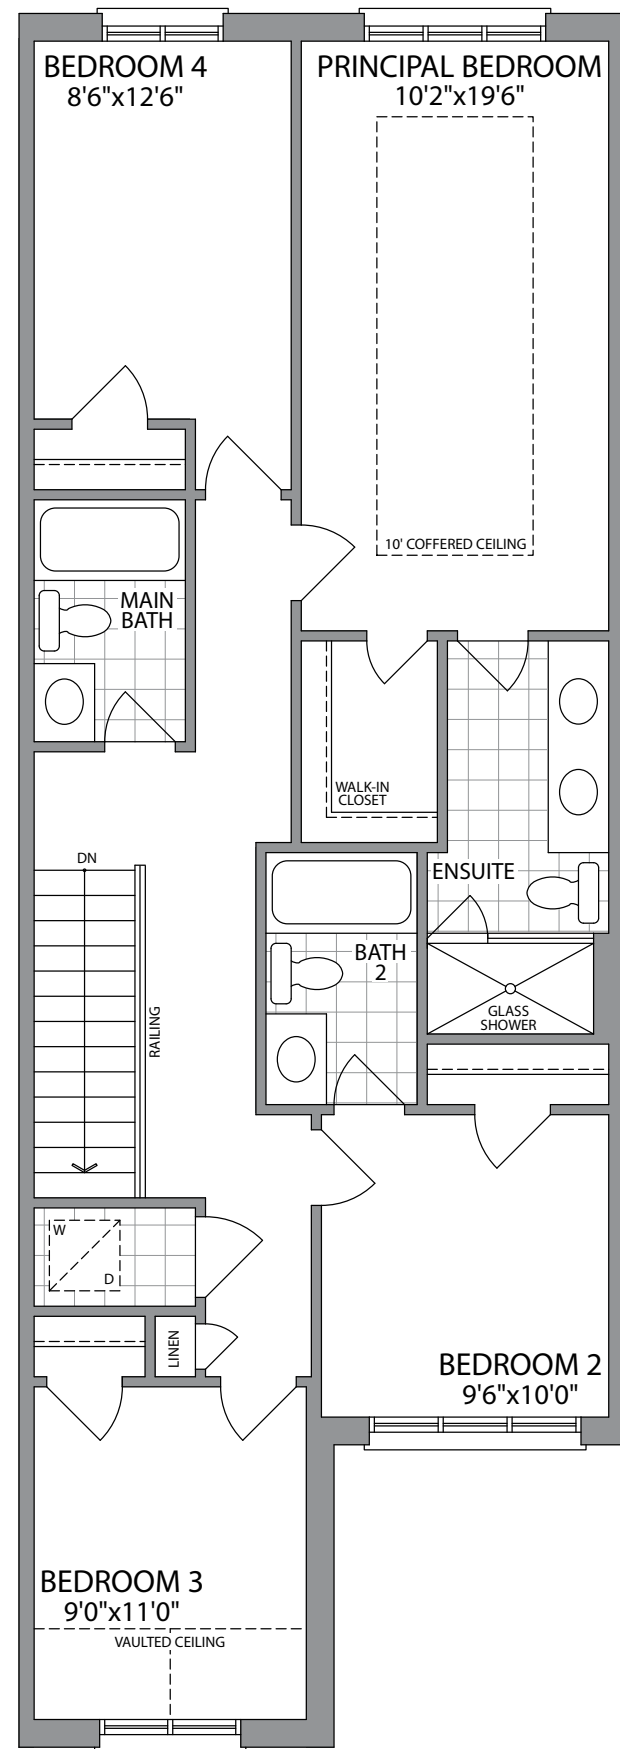 BEDROOM 4
8'6"x12'6"
PRINCIPAL BEDROOM
10'2"x19'6"
10' COFFERED CEILING
MAIN
BATH
WALK-IN
CLOSET
DN
ENSUITE
BATH
2
RAILING
GLASS
SHOWER
W
D
LINEN
BEDROOM 2
9'6"x10'0"
BEDROOM 3
9'0"x11'0"
VAULTED CEILING